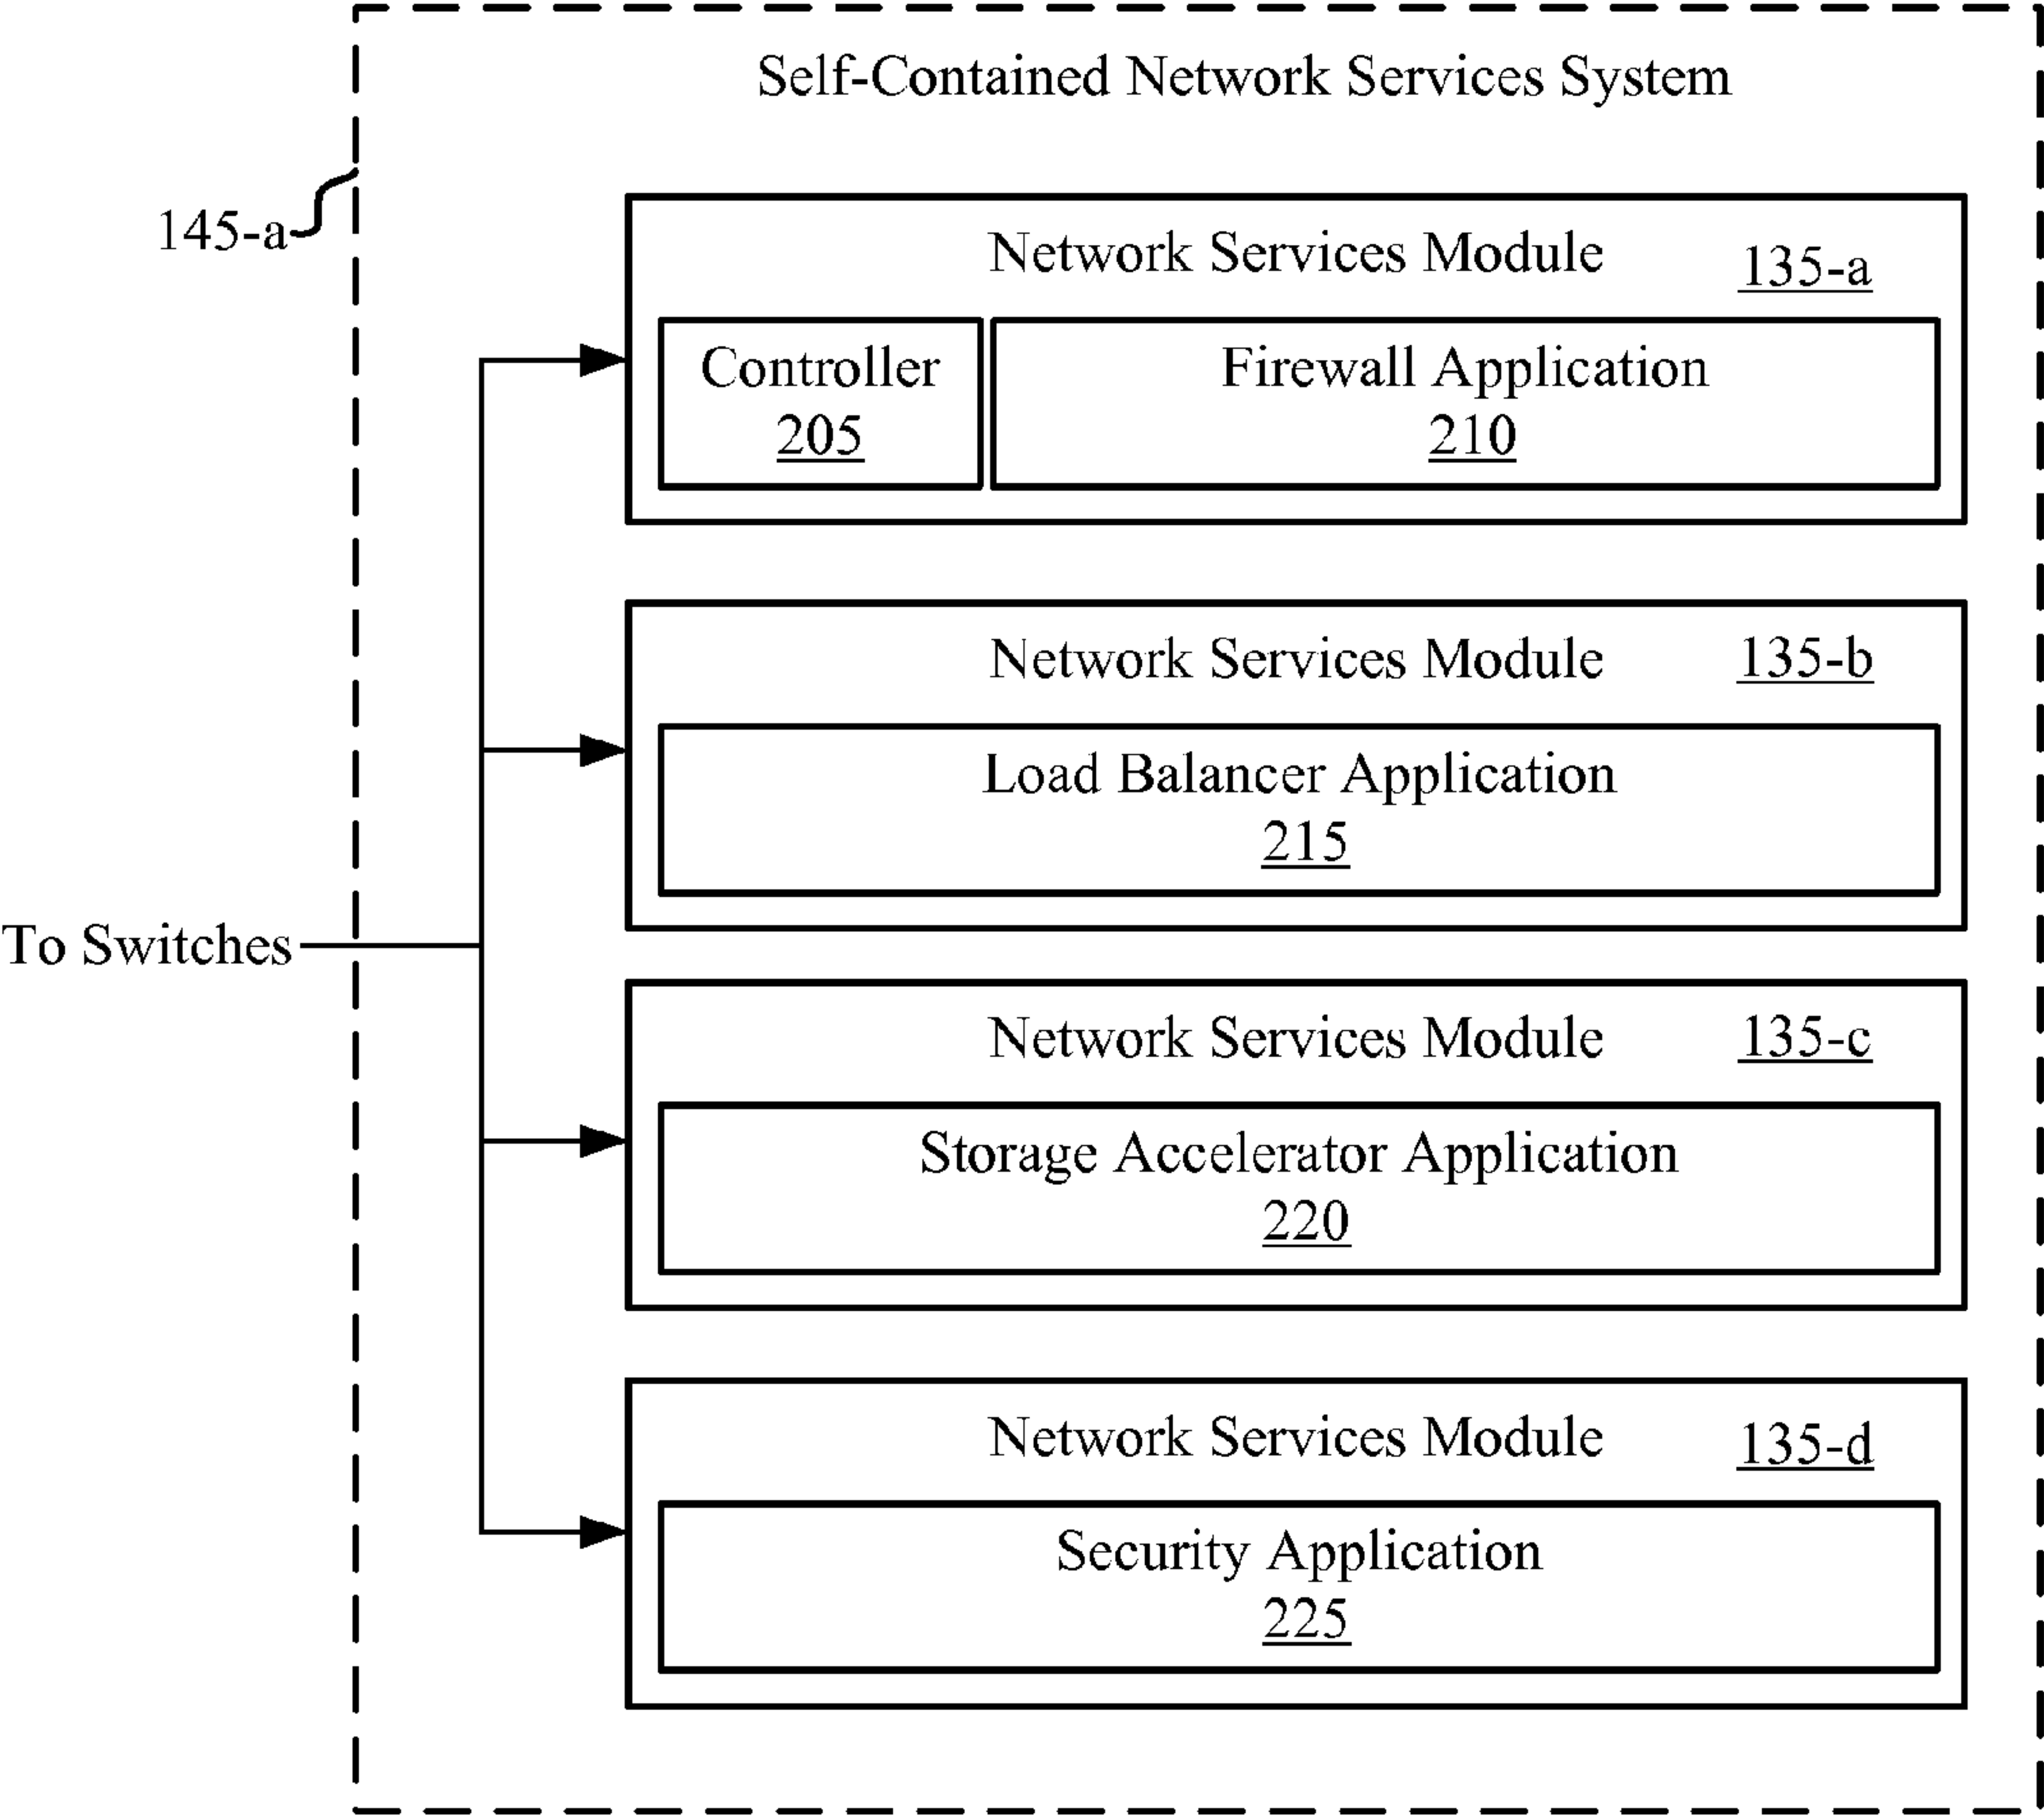 Self-Contained Network Services System
145-a
Network Services Module 135-a
Controller
205
Firewall Application
210
Network Services Module 135-b
Load Balancer Application
215
To Switches
Network Services Module 135-c
Storage Accelerator Application
220
Network Services Module 135-d
Security Application
225